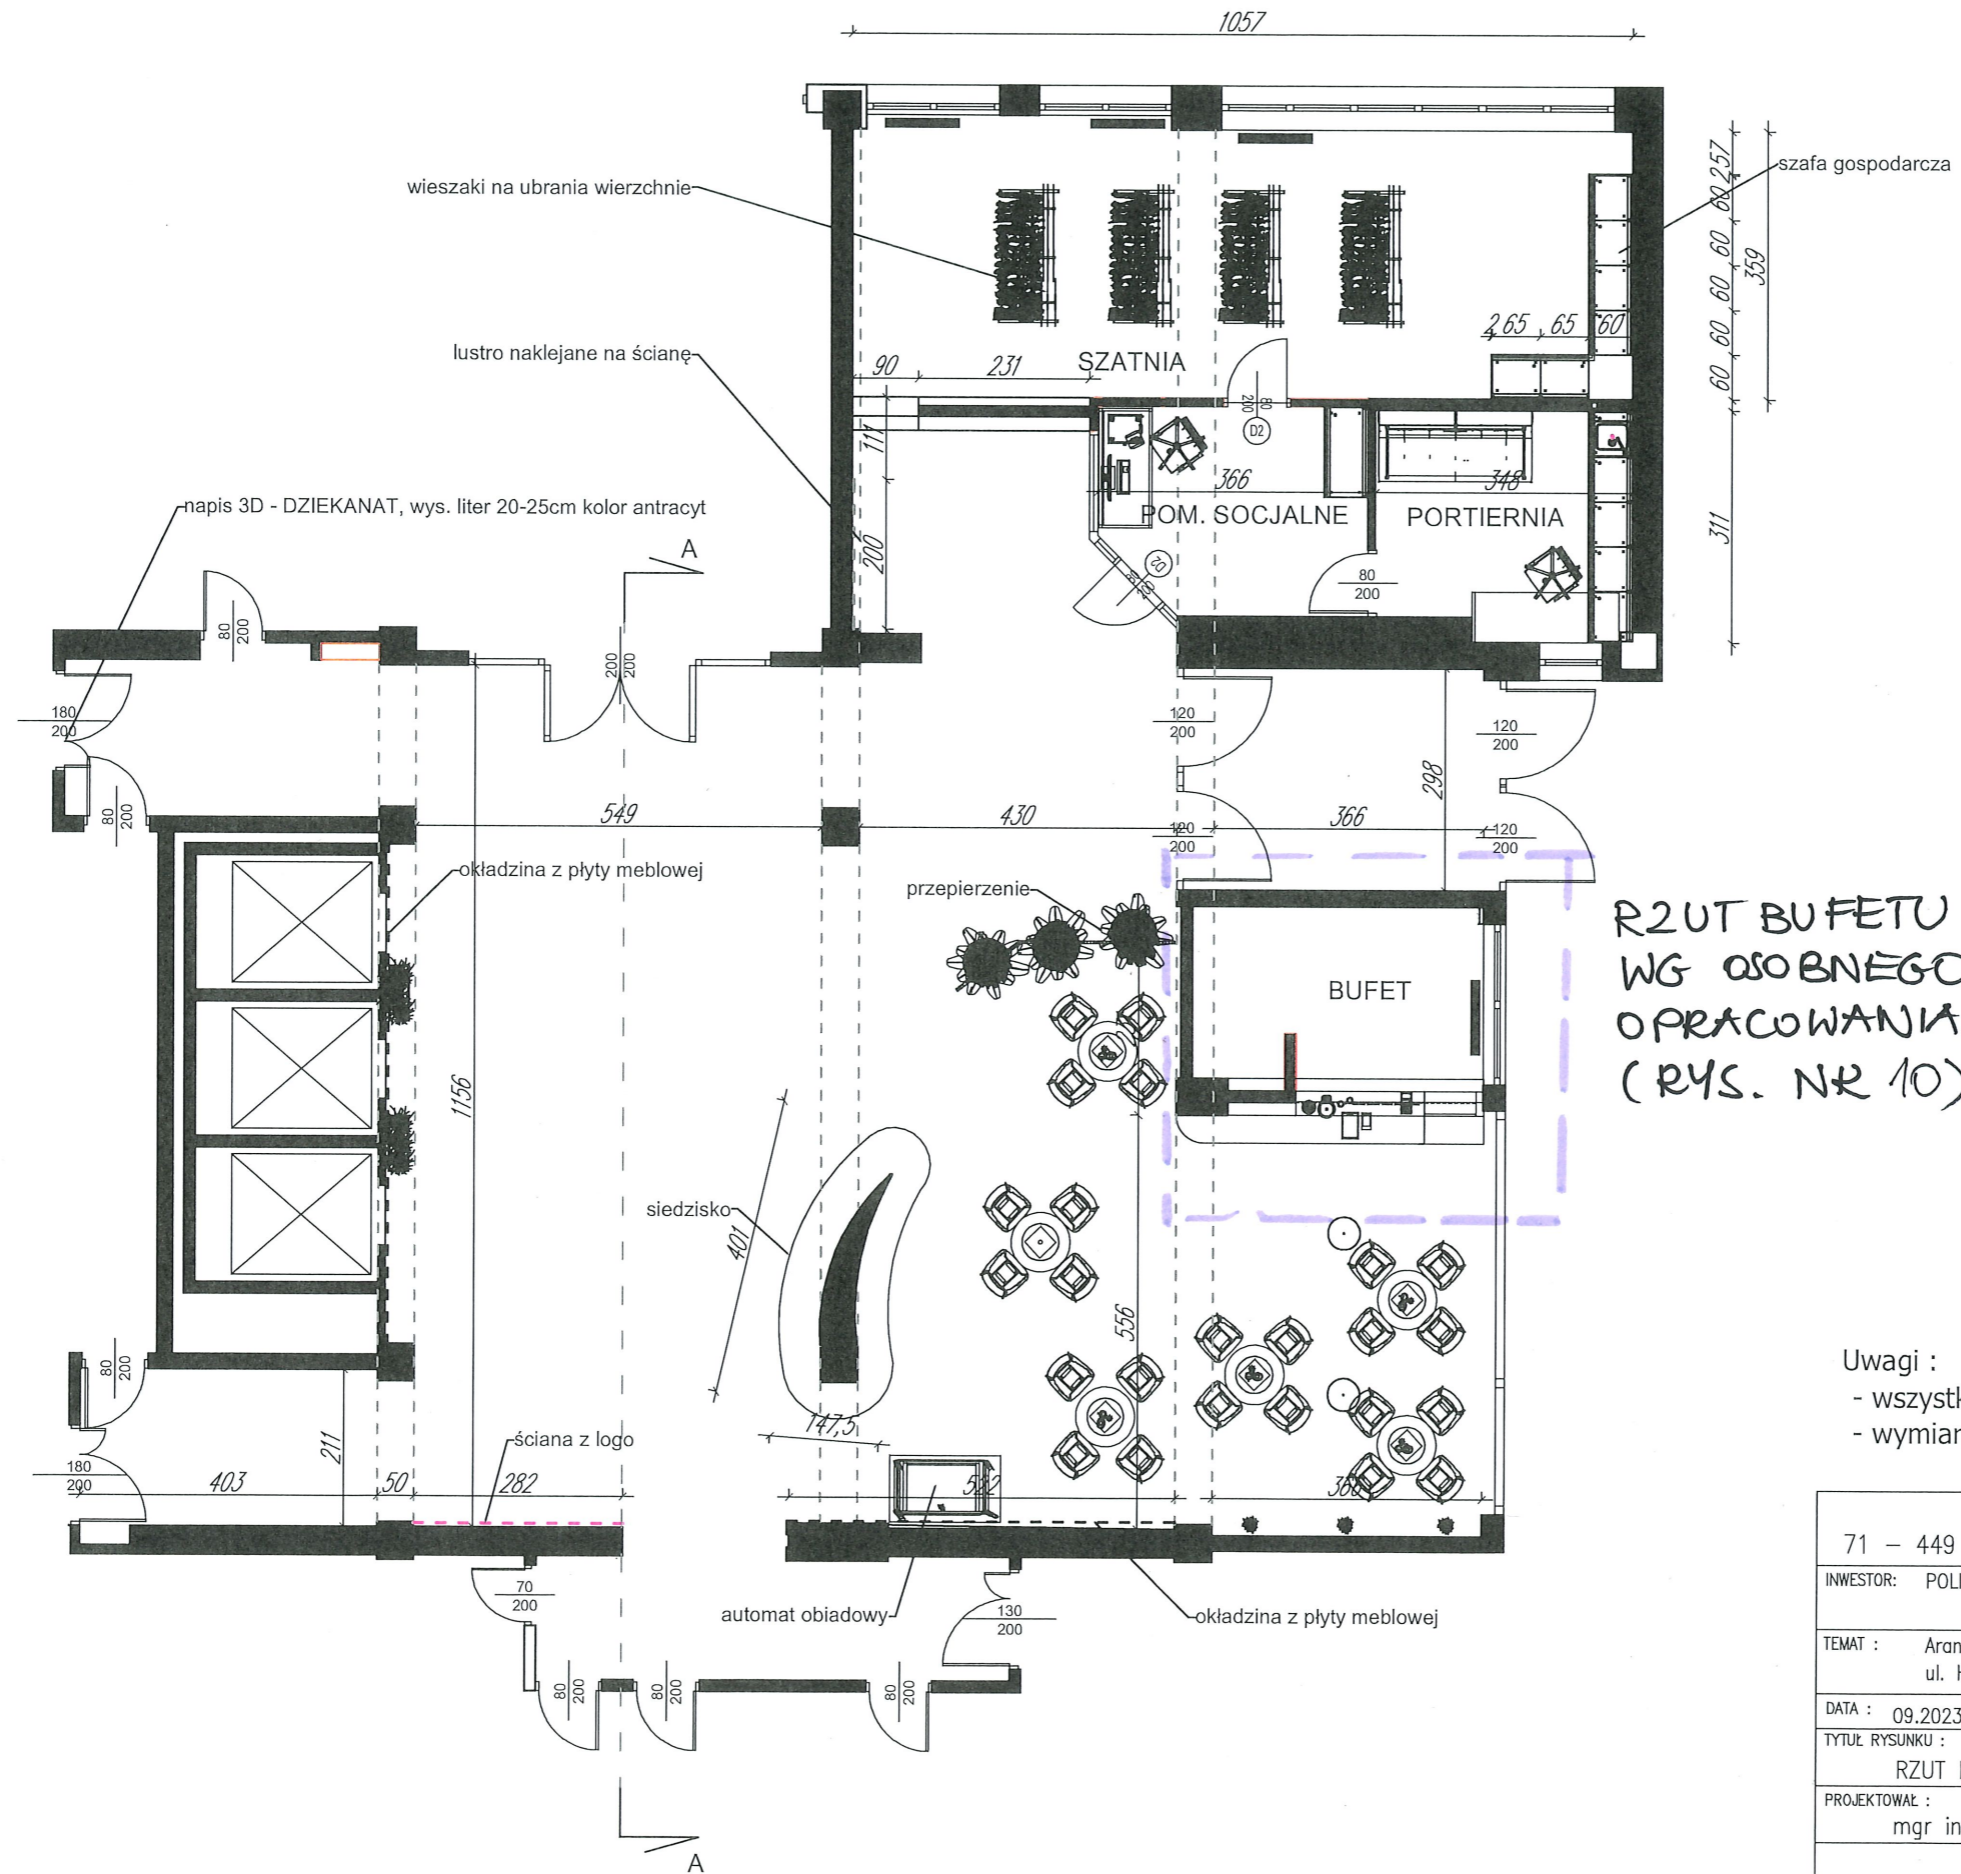 1057
wieszaki na ubrania wierzchnie
szafa gospodarcza
257
60
60
60
60
60
359
lustro naklejane na ścianę
265 65 60
90 231
SZATNIA
80
200
D2
111
366
348
napis 3D - DZIEKANAT, wys. liter 20-25cm kolor antracyt
POM. SOCJALNE
PORTIERNIA
311
200
A
D2
80
200
80
200
200
200
180
200
120
200
120
200
298
80
200
549
430
366
120
200
120
200
okładzina z płyty meblowej
przepierzenie
RZUT BUFETU
WG OSOBNEGO
OPRACOWANIA
(RYS. NR 10)
BUFET
1156
siedzisko
401
556
80
200
Uwagi :
211
147,5
ściana z logo
180
200
403
50
282
522
70
200
automat obiadowy
130
200
okładzina z płyty meblowej
80
200
80
200
80
200
A
71 – 449
INWESTOR:
TEMAT :
ul.
DATA : 09.2023
TYTUŁ RYSUNKU :
RZUT
PROJEKTOWAŁ :
mgr